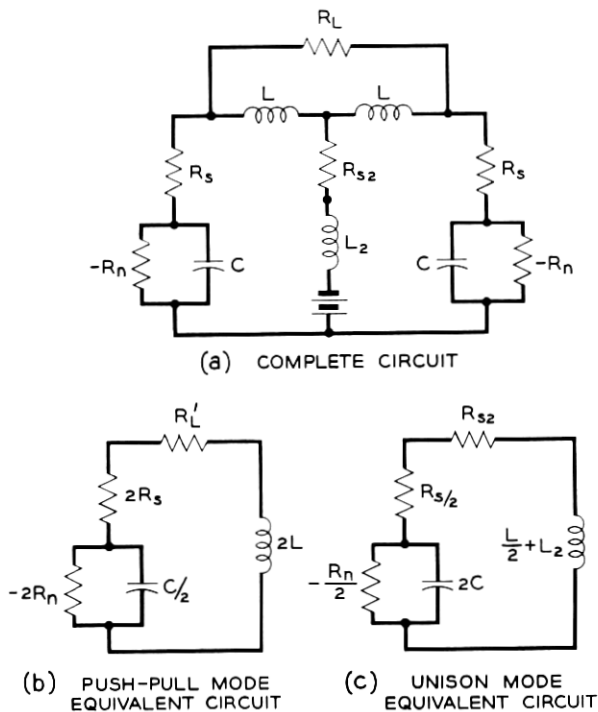 R_L
L
L
R_s
R_s2
R_s
L_2
-R_n
C
C
-R_n
(a) COMPLETE CIRCUIT
R_L'
2R_s
2L
-2R_n
C/2
(b) PUSH-PULL MODE
EQUIVALENT CIRCUIT
R_s2
R_s/2
L/2 + L_2
-R_n/2
2C
(c) UNISON MODE
EQUIVALENT CIRCUIT